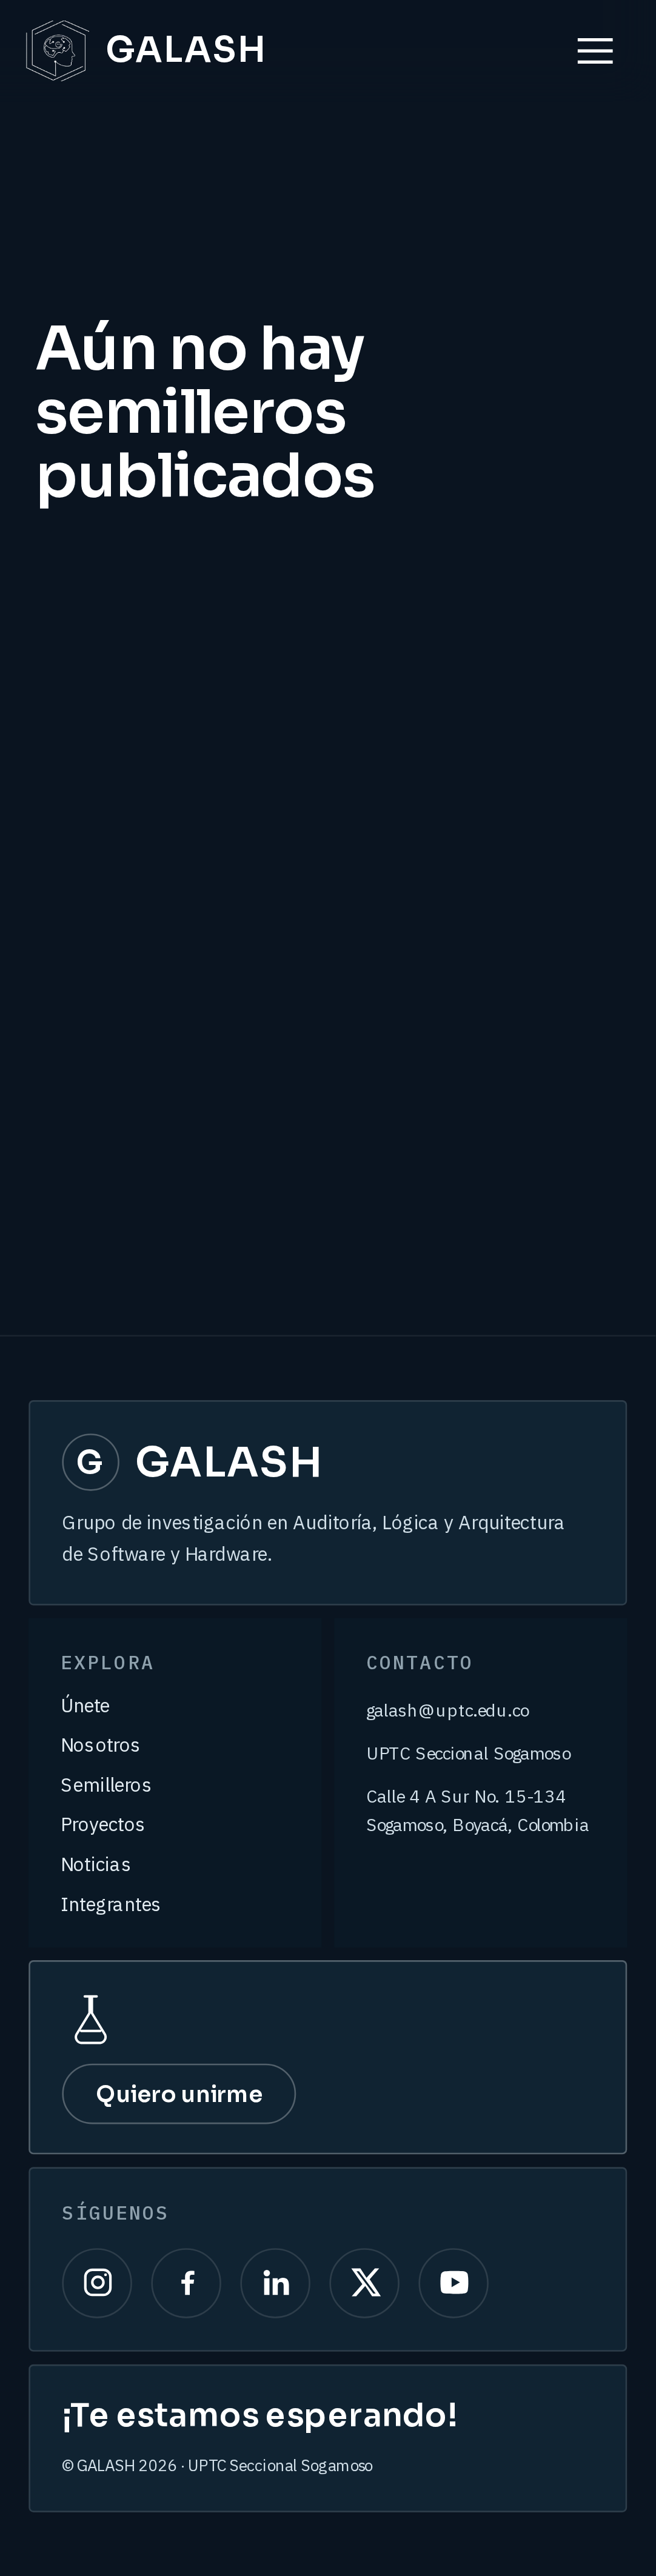 GALASH
Aún no hay
semilleros
publicados
G GALASH
Grupo de investigación en Auditoría, Lógica y Arquitectura
de Software y Hardware.
EXPLORA
Únete
Nosotros
Semilleros
Proyectos
Noticias
Integrantes
CONTACTO
galash@uptc.edu.co
UPTC Seccional Sogamoso
Calle 4 A Sur No. 15-134
Sogamoso, Boyacá, Colombia
Quiero unirme
SÍGUENOS
¡Te estamos esperando!
© GALASH 2026 · UPTC Seccional Sogamoso